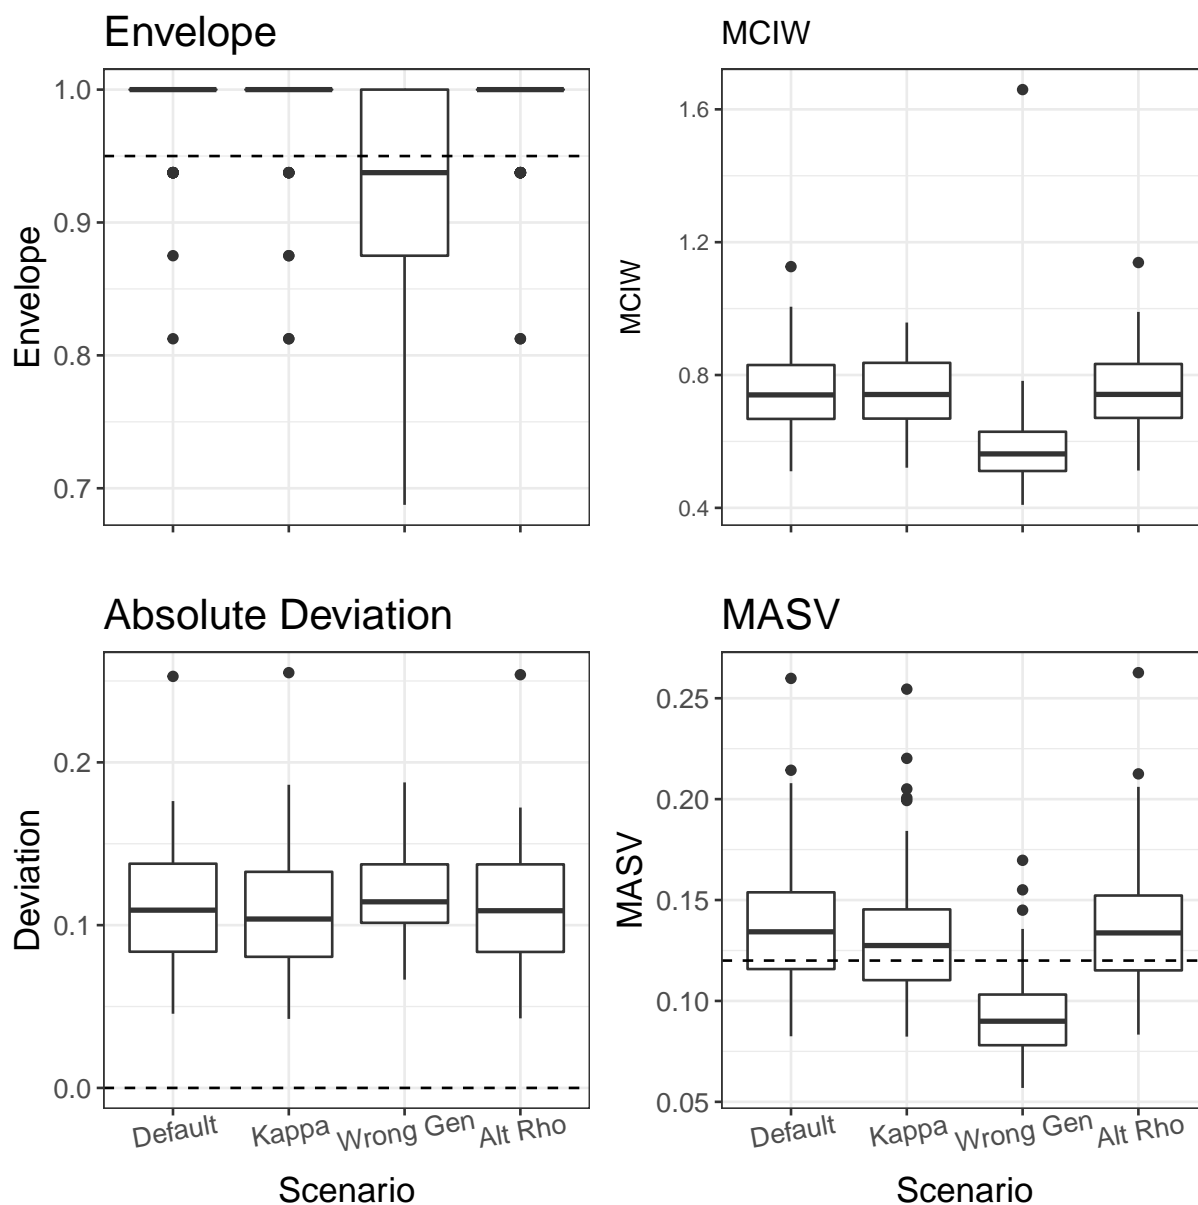 Envelope
Envelope
1.0
0.9
0.8
0.7
MCIW
MCIW
1.6
1.2
0.8
0.4
Absolute Deviation
Deviation
0.2
0.1
0.0
Default
Kappa
Wrong Gen
Alt Rho
Scenario
MASV
MASV
0.25
0.20
0.15
0.10
0.05
Default
Kappa
Wrong Gen
Alt Rho
Scenario